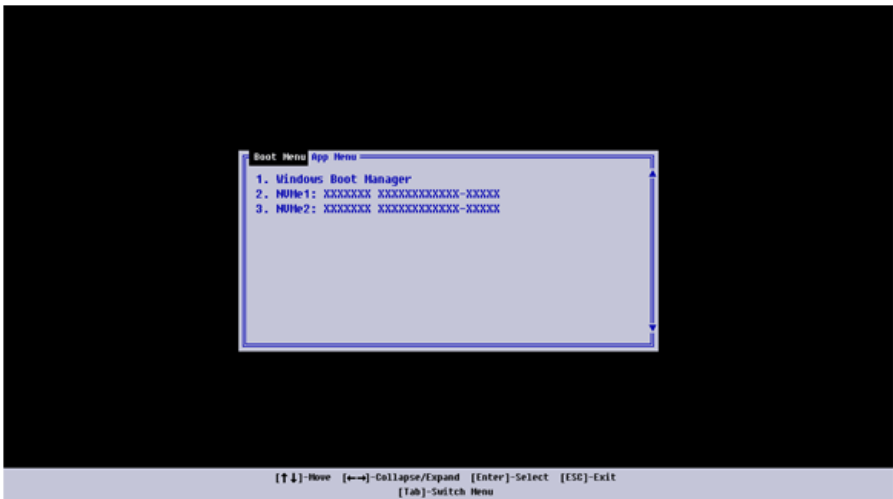 Boot Menu App Menu
1. Windows Boot Manager
2. NVMe1: XXXXXXX XXXXXXXXXXXX-XXXXX
3. NVMe2: XXXXXXX XXXXXXXXXXXX-XXXXX
[↑↓]-Move [←→]-Collapse/Expand [Enter]-Select [ESC]-Exit
[Tab]-Switch Menu